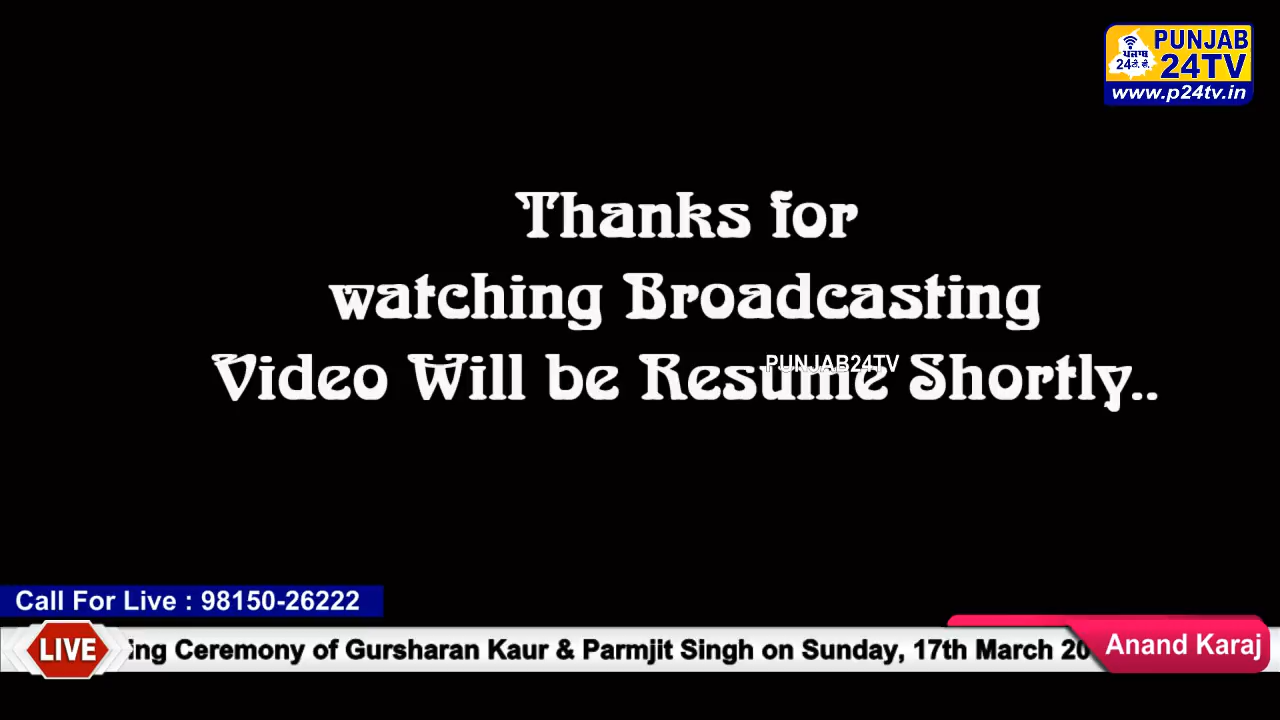 PUNJAB
ਪੰਜਾਬ
24ਟੀ.ਵੀ.
24TV
www.p24tv.in
Thanks for
watching Broadcasting
Video Will be Resume Shortly..
PUNJAB24TV
Call For Live : 98150-26222
LIVE
Ceremony of Gursharan Kaur & Parmjit Singh on Sunday, 17th March
Anand Karaj